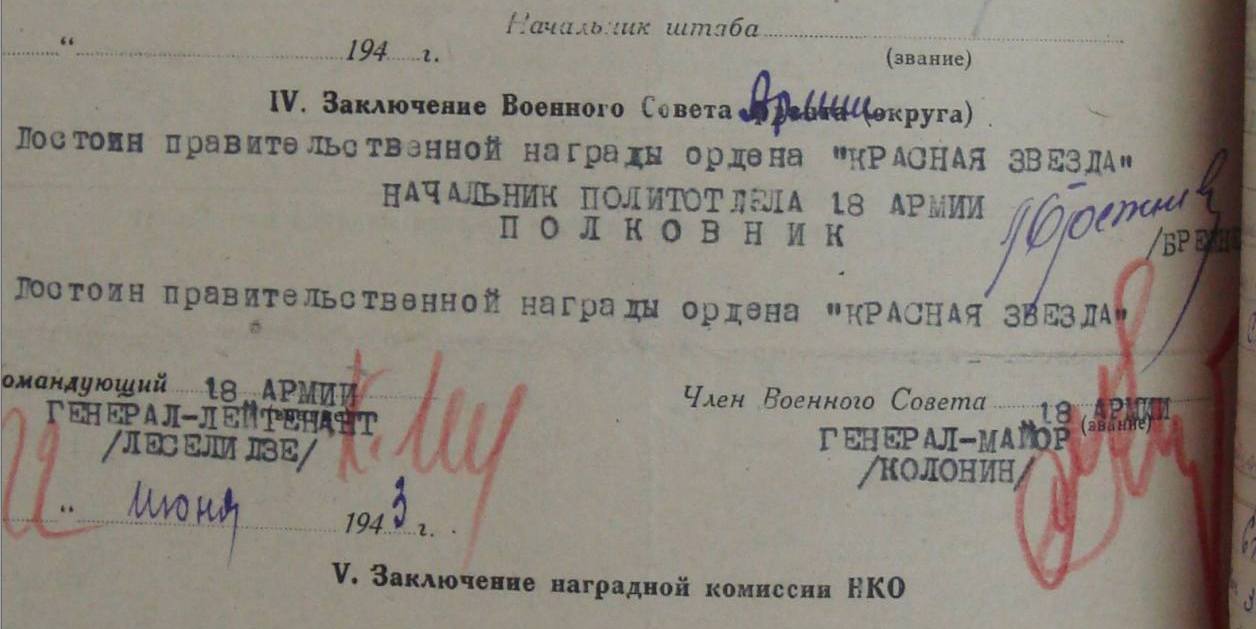 Начальник штаба
“ 194 г.
(звание)
IV. Заключение Военного Совета Армии (округа)
Достоин правительственной награды ордена "КРАСНАЯ ЗВЕЗДА"
НАЧАЛЬНИК ПОЛИТОТДЕЛА 18 АРМИИ
ПОЛКОВНИК
/БРЕЖНЕ
Достоин правительственной награды ордена "КРАСНАЯ ЗВЕЗДА"
омандующий 18 АРМИИ
ГЕНЕРАЛ-ЛЕЙТЕНАНТ
/ЛЕСЕЛИДЗЕ/
Член Военного Совета 18 АРМИИ
(звание)
ГЕНЕРАЛ-МАЙОР
/КОЛОНИН/
22 “ июня 1943 г.
V. Заключение наградной комиссии НКО